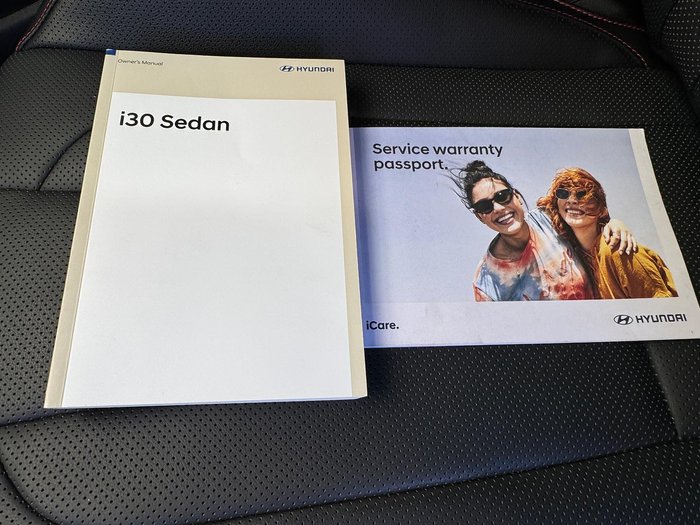 Owner's Manual
HYUNDAI
i30 Sedan
Service warranty
passport.
iCare.
HYUNDAI